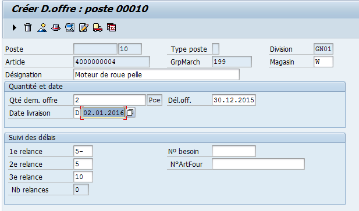 Créer D.offre : poste 00010
Poste 10 Type poste Division GN01
Article 4000000004 GrpMarch 199 Magasin W
Désignation Moteur de roue pelle
Quantité et date
Qté dem. offre 2 Pce Dél.off. 30.12.2015
Date livraison D 02.01.2016
Suivi des délais
1e relance 5- Nº besoin
2e relance 5 N°ArtFour
3e relance 10
Nb relances 0